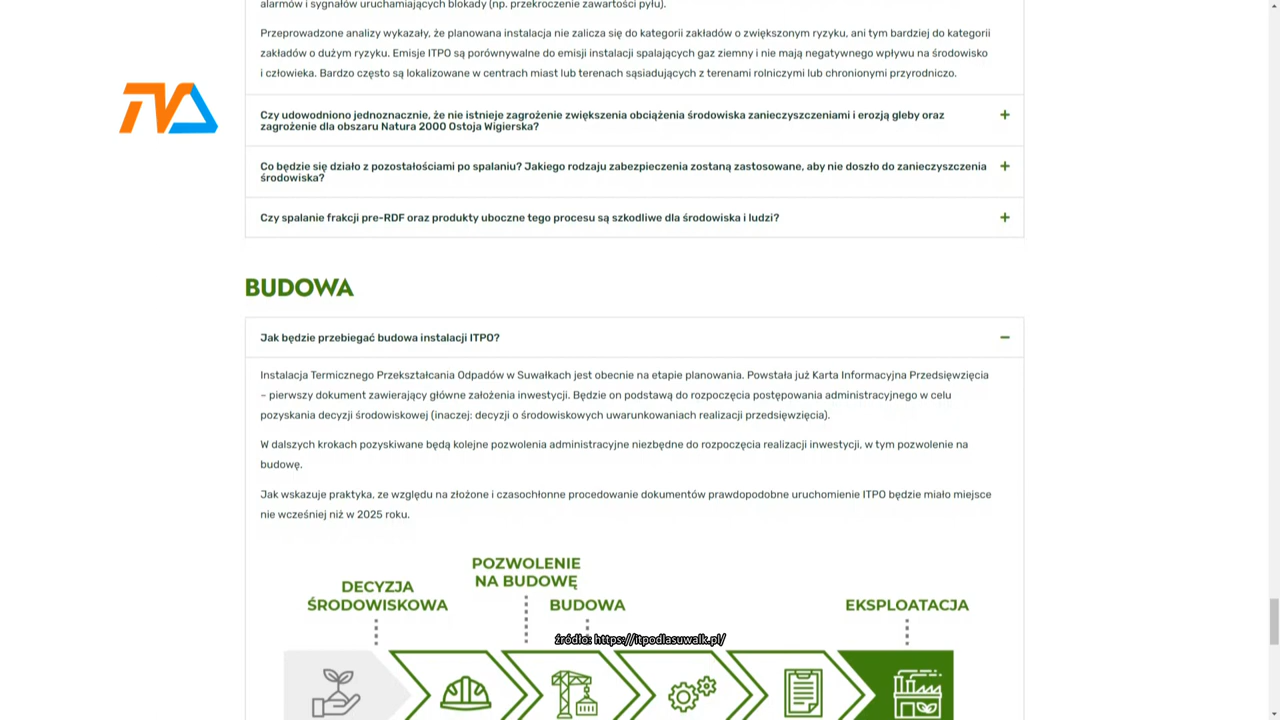 alarmów i sygnałów uruchamiających blokady (np. przekroczenie zawartości pyłu).
Przeprowadzone analizy wykazały, że planowana instalacja nie zalicza się do kategorii zakładów o zwiększonym ryzyku, ani tym bardziej do kategorii
zakładów o dużym ryzyku. Emisje ITPO są porównywalne do emisji instalacji spalających gaz ziemny i nie mają negatywnego wpływu na środowisko
i człowieka. Bardzo często są lokalizowane w centrach miast lub terenach sąsiadujących z terenami rolniczymi lub chronionymi przyrodniczo.
TVA
Czy udowodniono jednoznacznie, że nie istnieje zagrożenie zwiększenia obciążenia środowiska zanieczyszczeniami i erozją gleby oraz
zagrożenie dla obszaru Natura 2000 Ostoja Wigierska?
Co będzie się działo z pozostałościami po spalaniu? Jakiego rodzaju zabezpieczenia zostaną zastosowane, aby nie doszło do zanieczyszczenia
środowiska?
Czy spalanie frakcji pre-RDF oraz produkty uboczne tego procesu są szkodliwe dla środowiska i ludzi?
BUDOWA
Jak będzie przebiegać budowa instalacji ITPO?
Instalacja Termicznego Przekształcania Odpadów w Suwałkach jest obecnie na etapie planowania. Powstała już Karta Informacyjna Przedsięwzięcia
– pierwszy dokument zawierający główne założenia inwestycji. Będzie on podstawą do rozpoczęcia postępowania administracyjnego w celu
pozyskania decyzji środowiskowej (inaczej: decyzji o środowiskowych uwarunkowaniach realizacji przedsięwzięcia).
W dalszych krokach pozyskiwane będą kolejne pozwolenia administracyjne niezbędne do rozpoczęcia realizacji inwestycji, w tym pozwolenie na
budowę.
Jak wskazuje praktyka, ze względu na złożone i czasochłonne procedowanie dokumentów prawdopodobne uruchomienie ITPO będzie miało miejsce
nie wcześniej niż w 2025 roku.
DECYZJA
ŚRODOWISKOWA
POZWOLENIE
NA BUDOWĘ
BUDOWA
EKSPLOATACJA
źródło: https://itpodlasuwalk.pl/